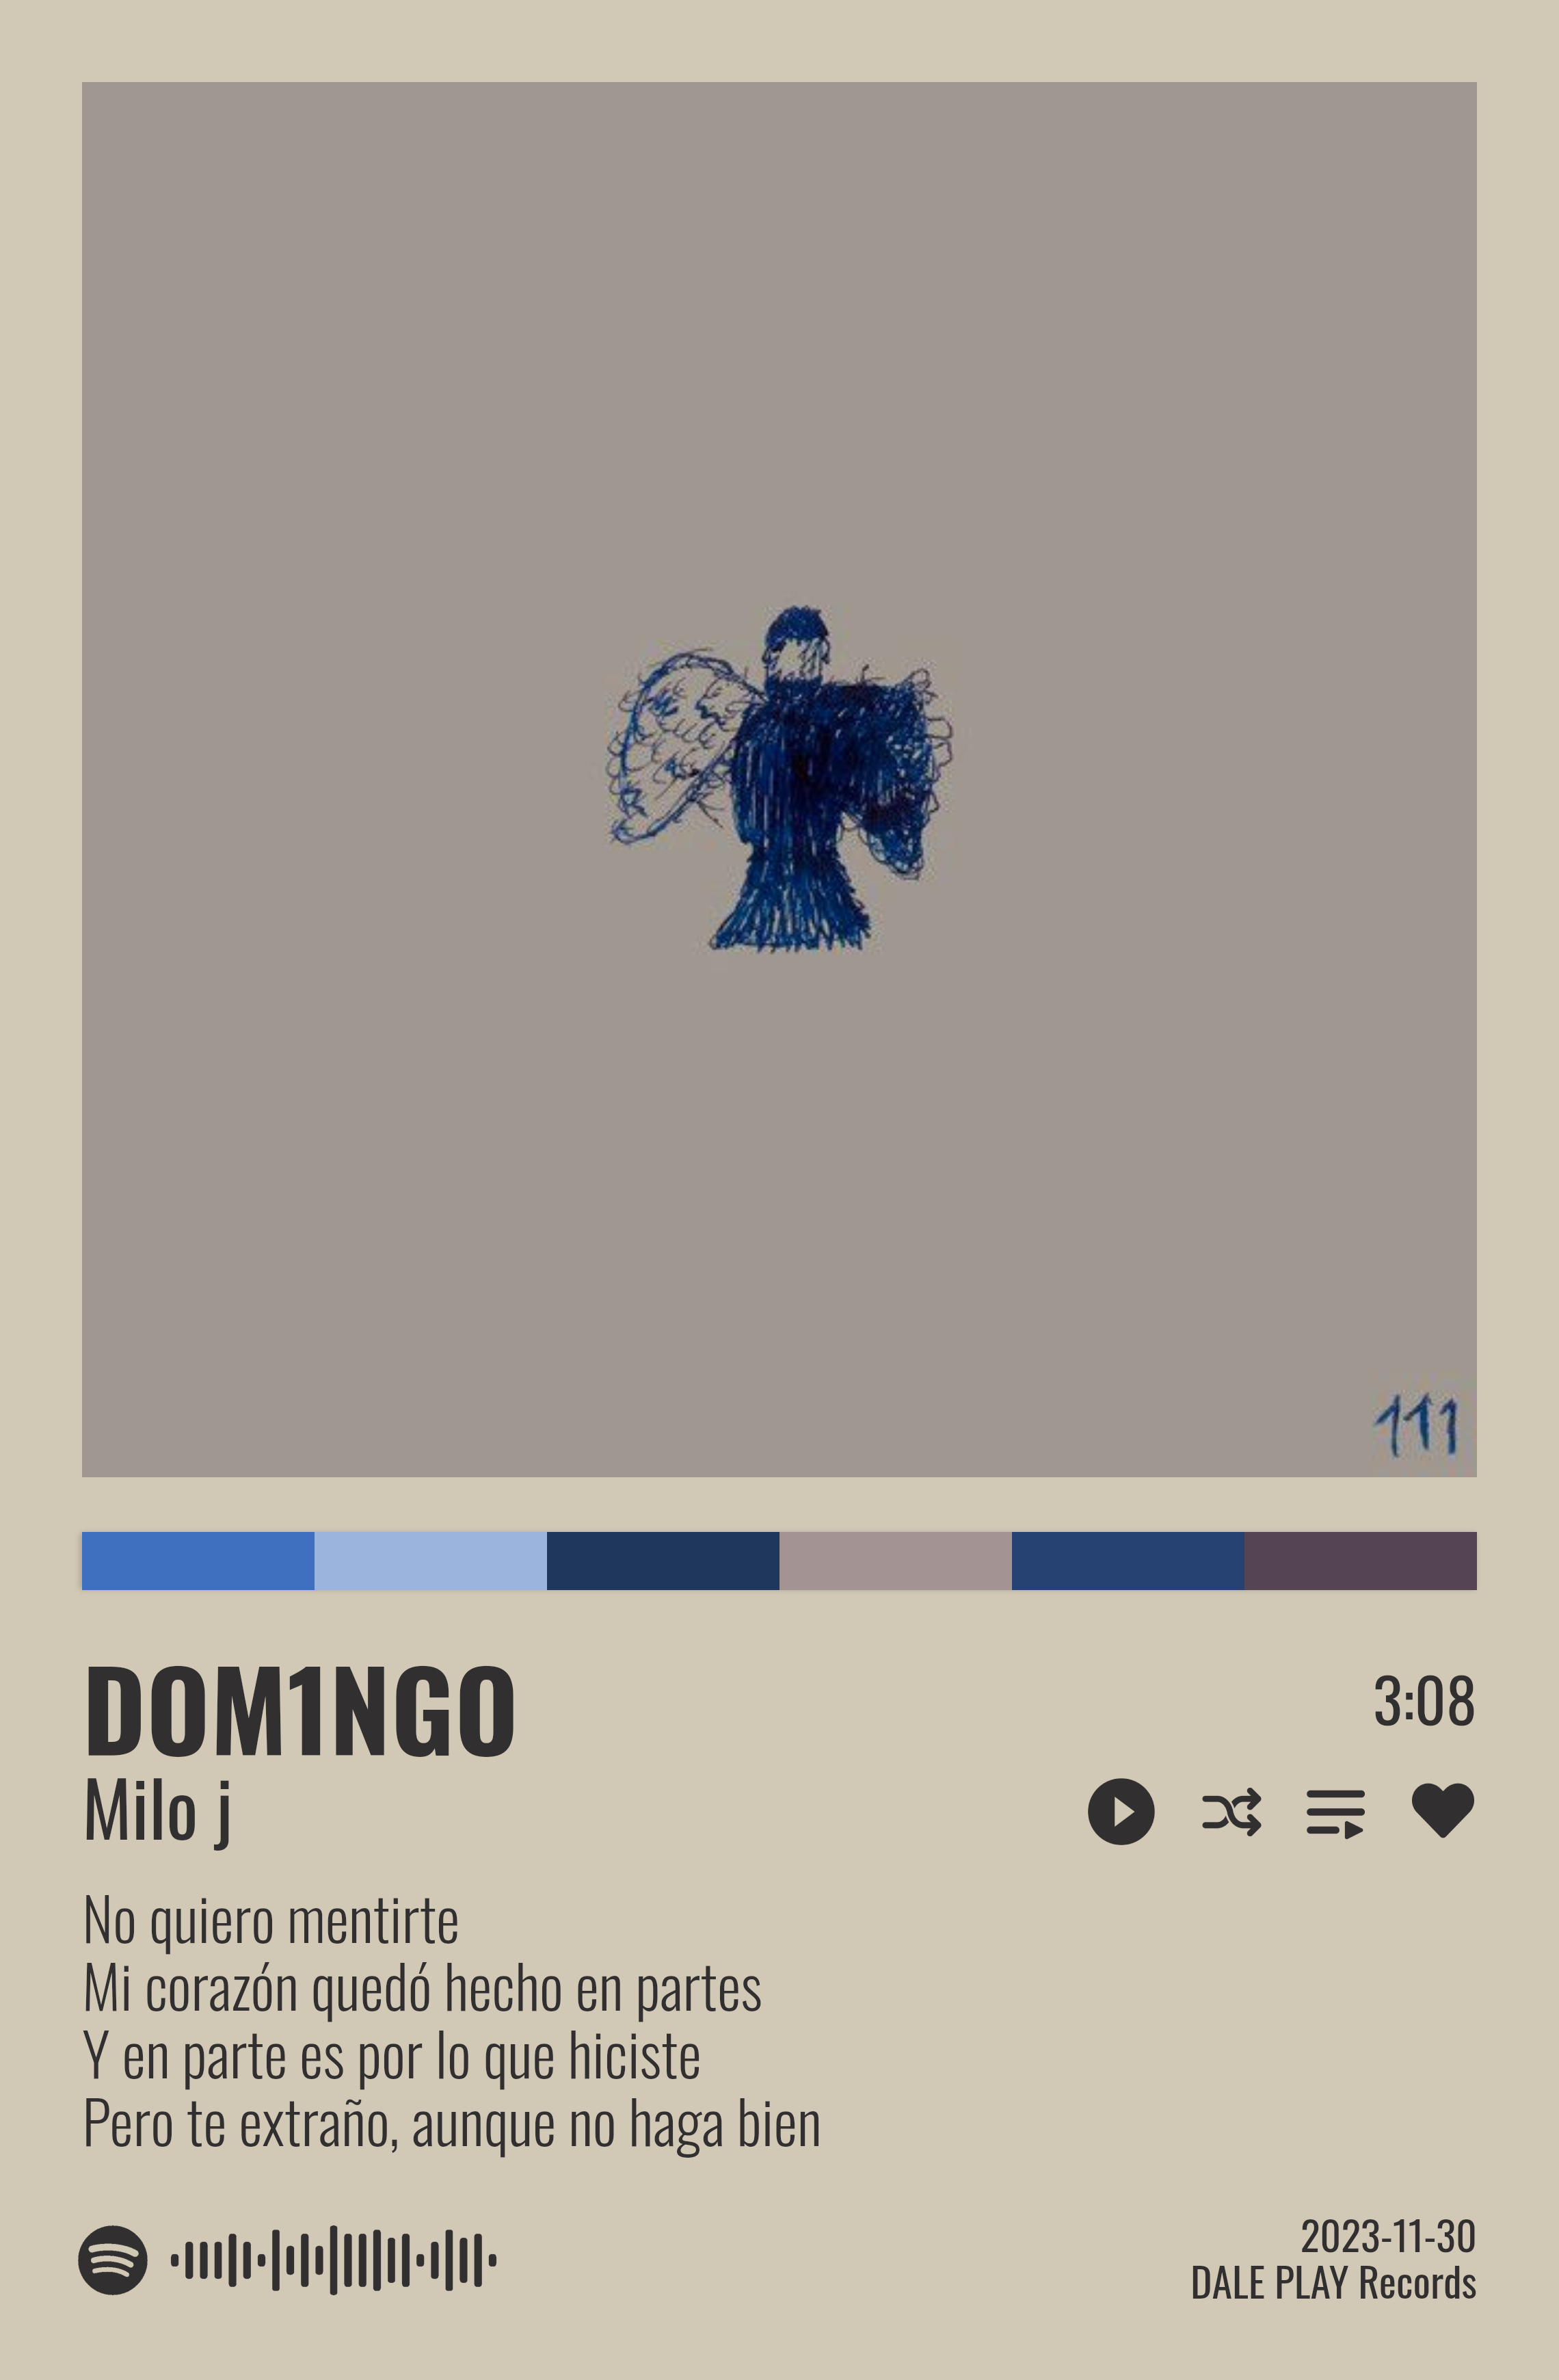 111
DOM1NGO
3:08
Milo j
No quiero mentirte
Mi corazón quedó hecho en partes
Y en parte es por lo que hiciste
Pero te extraño, aunque no haga bien
2023-11-30
DALE PLAY Records